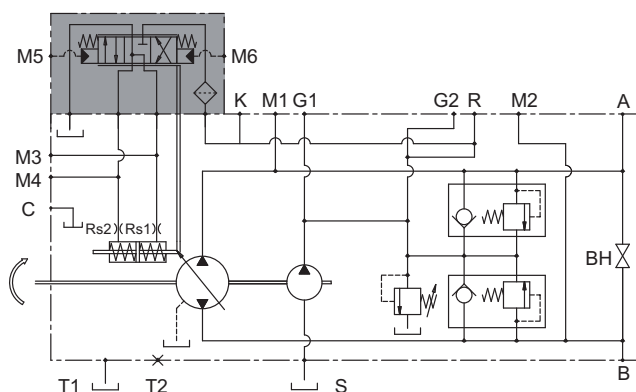 M5 M6
K M1 G1 G2 R M2 A
M3
M4
C
Rs2 Rs1
BH
B
T1 T2 S